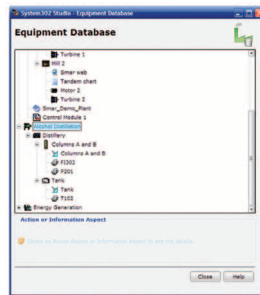 System302 Studio - Equipment Database
Equipment Database
Turbine 1
Mill 2
Smar web
Tandem chart
Motor 2
Turbine 2
Smar_Demo_Plant
Control Module 1
Alcohol Distillation
Distillery
Columns A and B
Columns A and B
FI302
P201
Tank
Tank
T103
Energy Generation
Action or Information Aspect
Close
Help